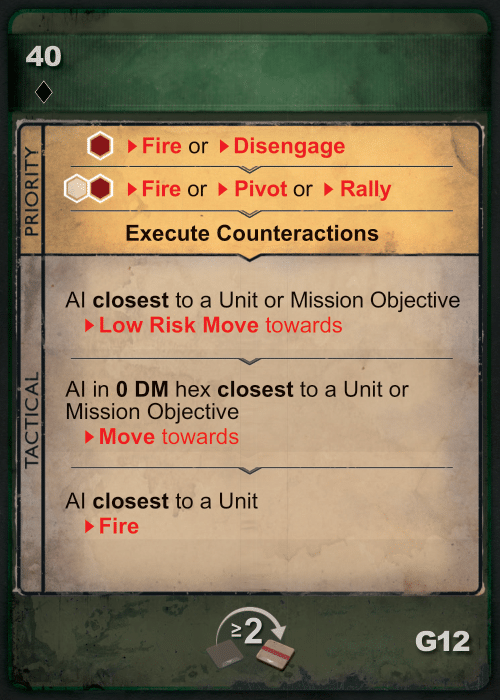 40
PRIORITY
▶Fire or ▶Disengage
▶Fire or ▶Pivot or ▶Rally
Execute Counteractions
TACTICAL
AI closest to a Unit or Mission Objective
▶Low Risk Move towards
AI in 0 DM hex closest to a Unit or
Mission Objective
▶Move towards
AI closest to a Unit
▶Fire
≥2
G12